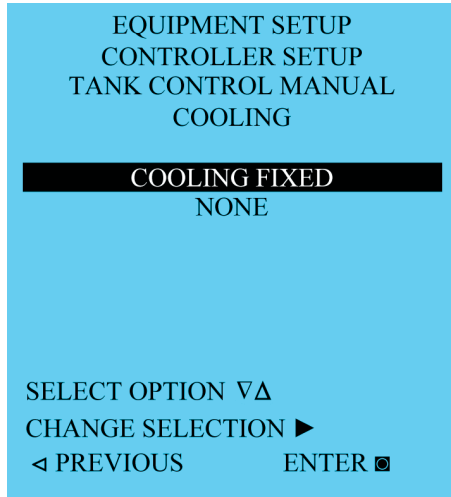 EQUIPMENT SETUP
CONTROLLER SETUP
TANK CONTROL MANUAL
COOLING
COOLING FIXED
NONE
SELECT OPTION ∇Δ
CHANGE SELECTION ►
⊲ PREVIOUS ENTER ◙